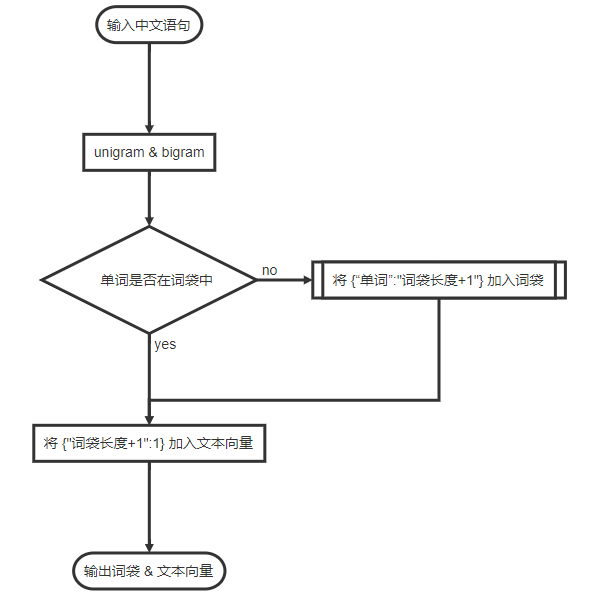 输入中文语句
unigram & bigram
单词是否在词袋中
no
将 {“单词”:"词袋长度+1"} 加入词袋
yes
将 {"词袋长度+1":1} 加入文本向量
输出词袋 & 文本向量